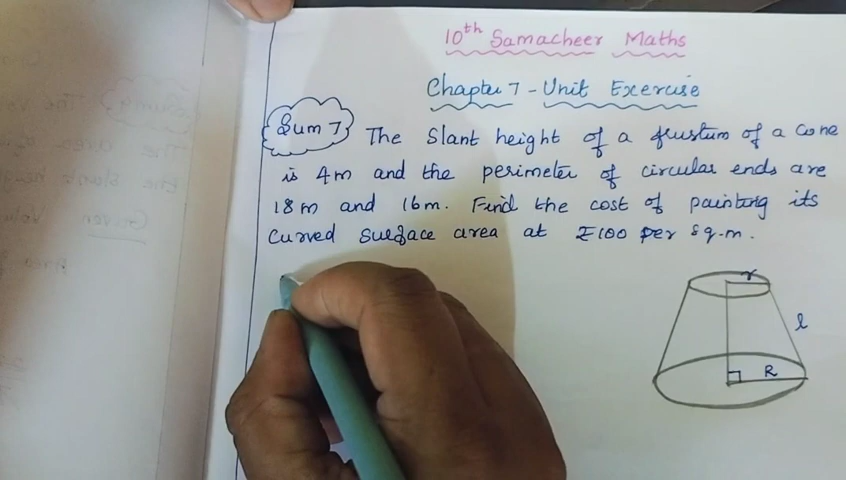 10th Samacheer Maths
Chapter 7 - Unit Exercise
Sum 7 The Slant height of a frustum of a Cone
is 4m and the perimeter of circular ends are
18m and 16m. Find the cost of painting its
Curved Surface area at ₹100 per sq.m.
r
l
R
Given